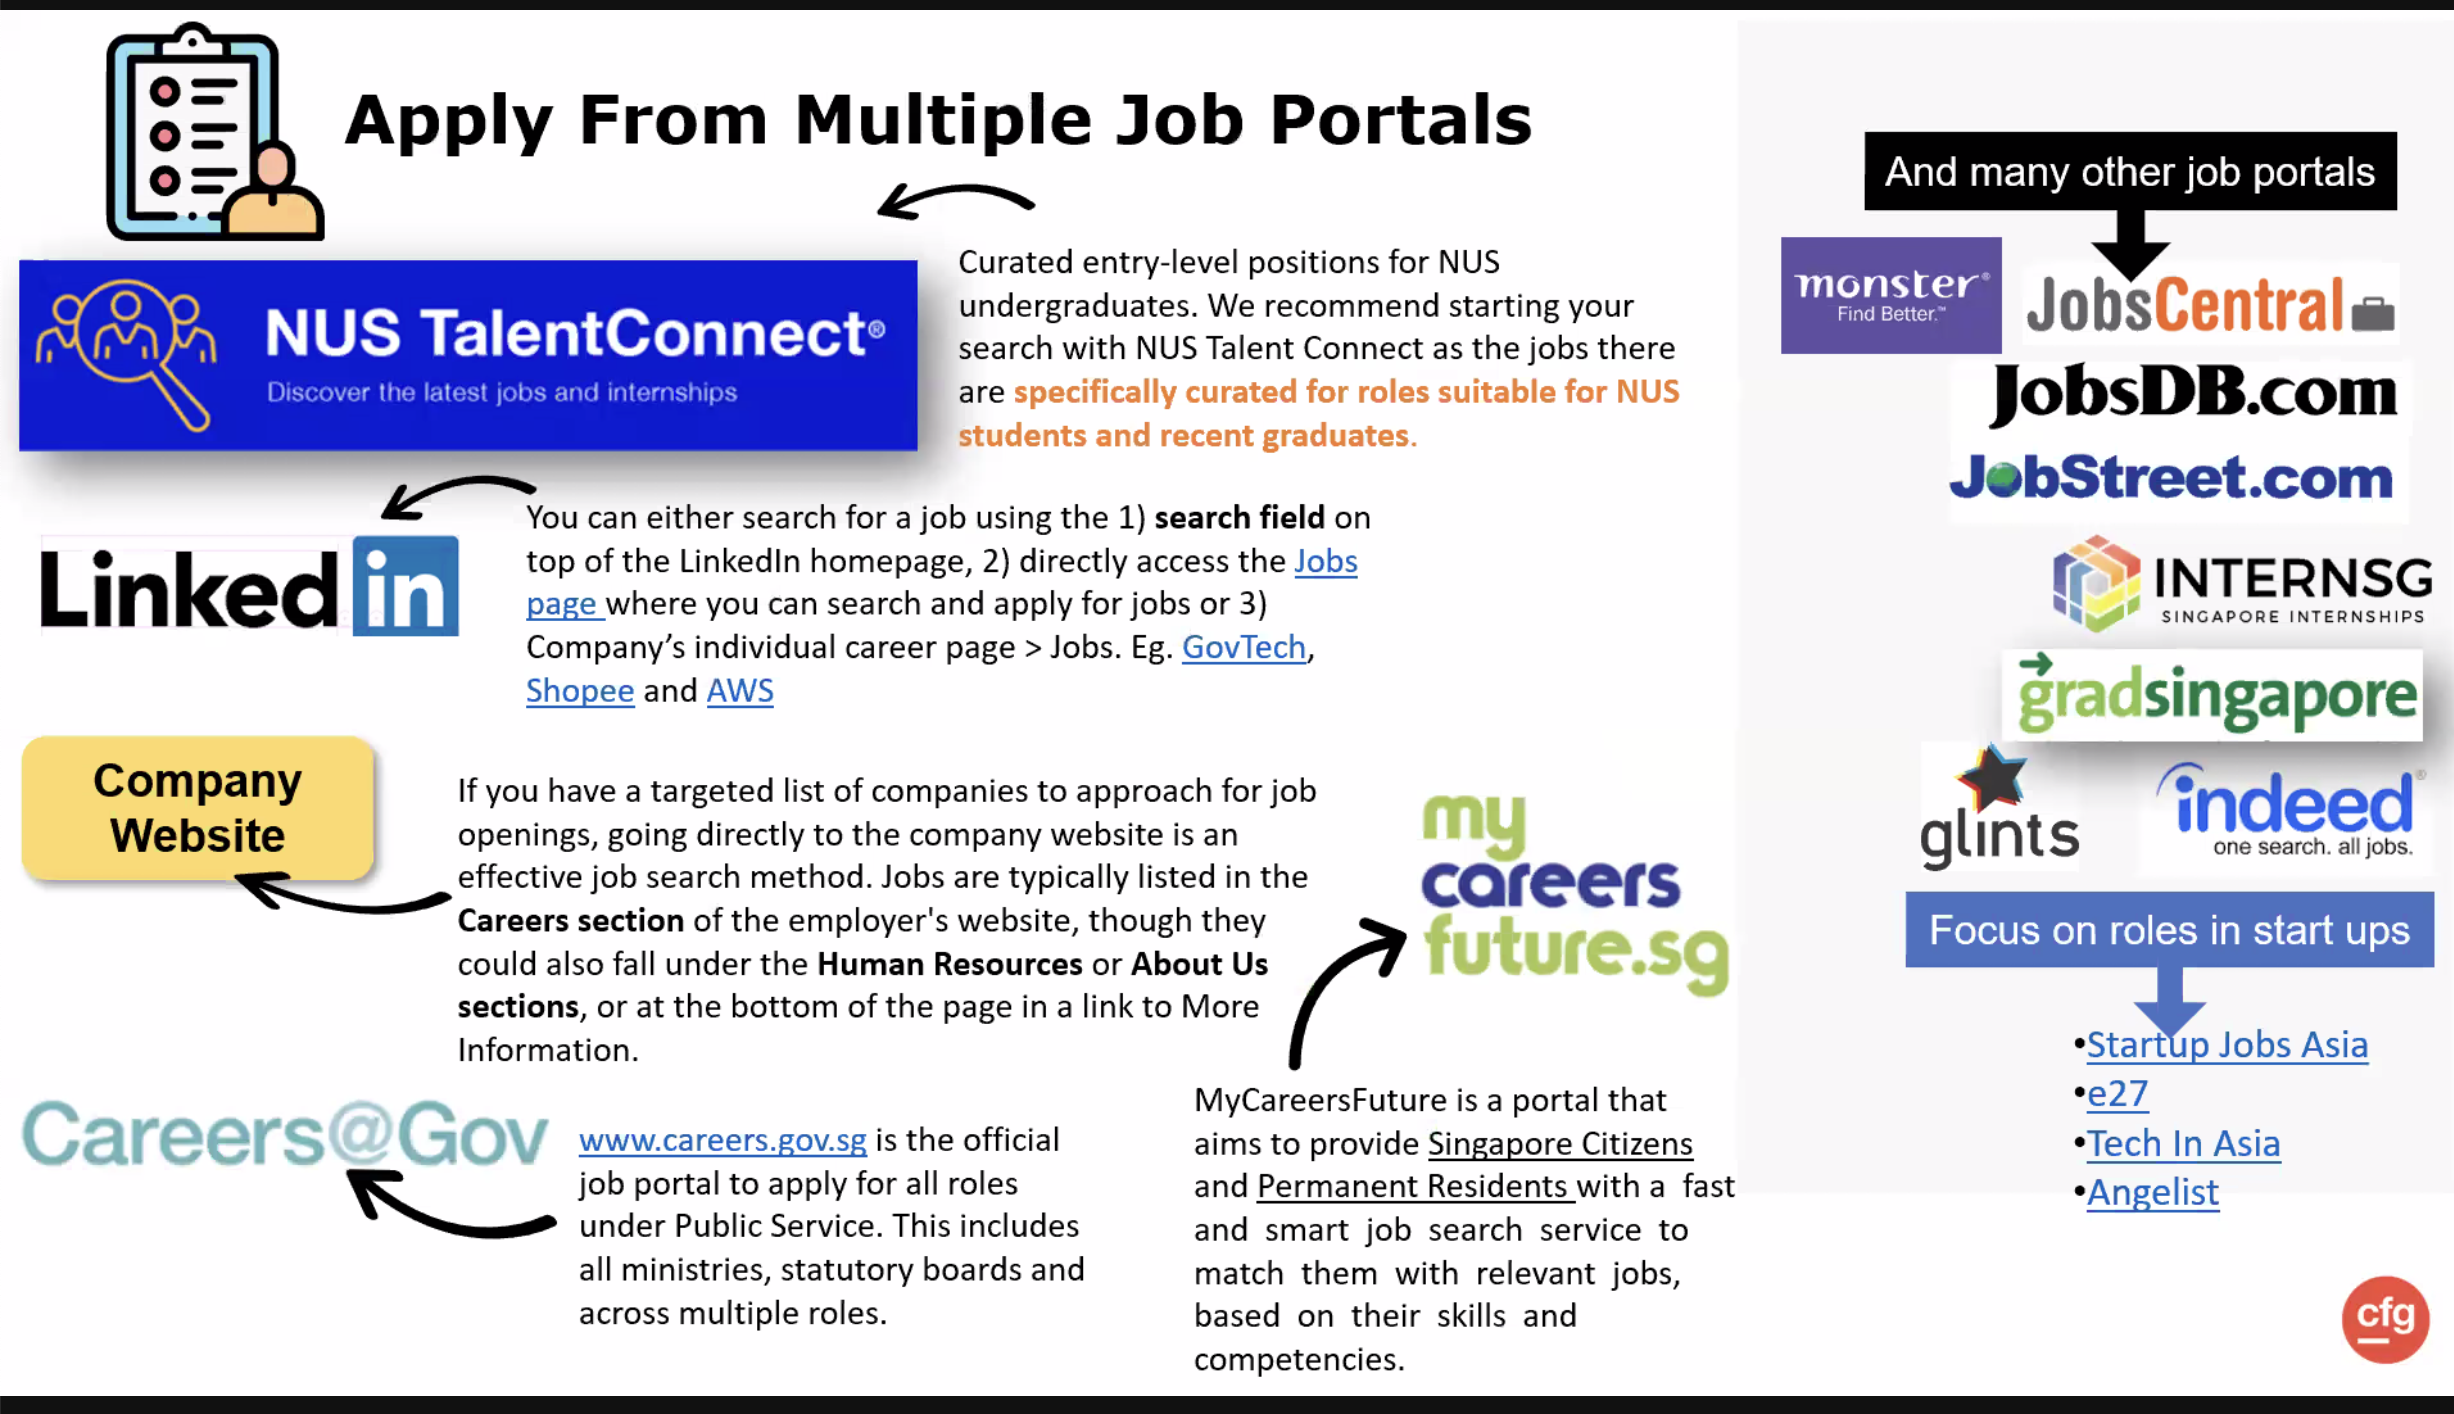 Apply From Multiple Job Portals
NUS TalentConnect®
Discover the latest jobs and internships
Curated entry-level positions for NUS
undergraduates. We recommend starting your
search with NUS Talent Connect as the jobs there
are specifically curated for roles suitable for NUS
students and recent graduates.
Linked in
You can either search for a job using the 1) search field on
top of the LinkedIn homepage, 2) directly access the Jobs
page where you can search and apply for jobs or 3)
Company’s individual career page > Jobs. Eg. GovTech,
Shopee and AWS
Company
Website
If you have a targeted list of companies to approach for job
openings, going directly to the company website is an
effective job search method. Jobs are typically listed in the
Careers section of the employer's website, though they
could also fall under the Human Resources or About Us
sections, or at the bottom of the page in a link to More
Information.
Careers@Gov
www.careers.gov.sg is the official
job portal to apply for all roles
under Public Service. This includes
all ministries, statutory boards and
across multiple roles.
my
careers
future.sg
MyCareersFuture is a portal that
aims to provide Singapore Citizens
and Permanent Residents with a fast
and smart job search service to
match them with relevant jobs,
based on their skills and
competencies.
And many other job portals
monster®
Find Better.™
JobsCentral
JobsDB.com
JobStreet.com
INTERNSG
SINGAPORE INTERNSHIPS
gradsingapore
glints
indeed®
one search. all jobs.
Focus on roles in start ups
•Startup Jobs Asia
•e27
•Tech In Asia
•Angelist
cfg